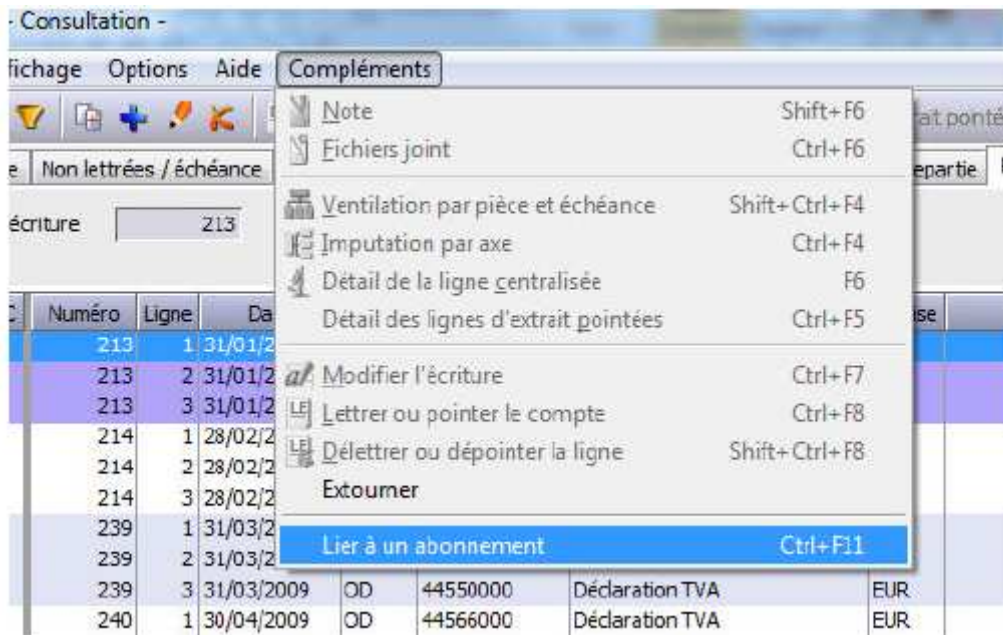 - Consultation -
fichage Options Aide Compléments
Note Shift+F6
tat ponté
Fichiers joint Ctrl+F6
e Non lettrées / échéance epartie
Ventilation par pièce et échéance Shift+Ctrl+F4
écriture 213
Imputation par axe Ctrl+F4
Détail de la ligne centralisée F6
Numéro Ligne Da Détail des lignes d'extrait pointées Ctrl+F5 ise
213 1 31/01/2
213 2 31/01/2 Modifier l'écriture Ctrl+F7
213 3 31/01/2 Lettrer ou pointer le compte Ctrl+F8
214 1 28/02/2
214 2 28/02/2 Délettrer ou dépointer la ligne Shift+Ctrl+F8
214 3 28/02/2 Extourner
239 1 31/03/2
239 2 31/03/2 Lier à un abonnement Ctrl+F11
239 3 31/03/2009 OD 44550000 Déclaration TVA EUR
240 1 30/04/2009 OD 44566000 Déclaration TVA EUR